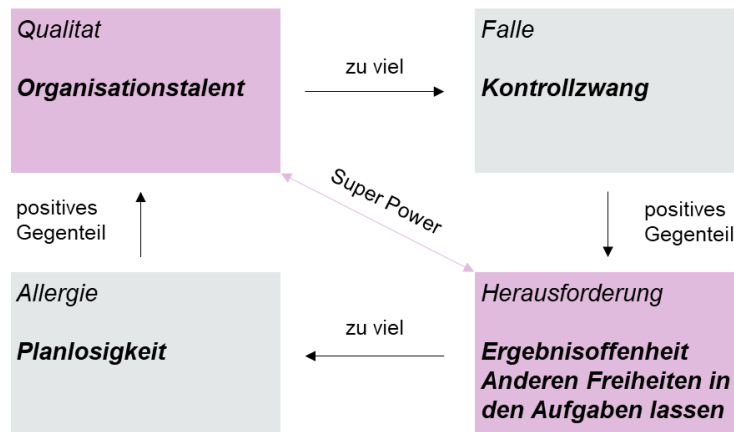 Qualitat
Organisationstalent
zu viel
Falle
Kontrollzwang
Super Power
positives
Gegenteil
positives
Gegenteil
Allergie
Planlosigkeit
zu viel
Herausforderung
Ergebnisoffenheit
Anderen Freiheiten in
den Aufgaben lassen